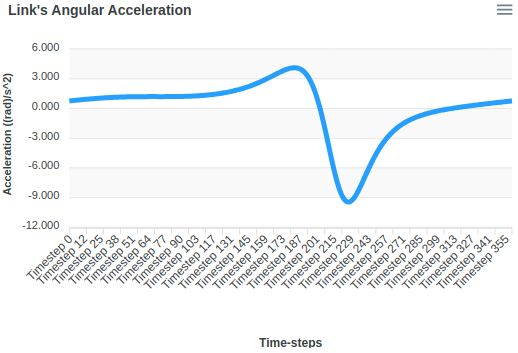 Link's Angular Acceleration
Acceleration ((rad)/s^2)
6.000
3.000
0.000
-3.000
-6.000
-9.000
-12.000
Timestep 0
Timestep 12
Timestep 25
Timestep 38
Timestep 51
Timestep 64
Timestep 77
Timestep 90
Timestep 103
Timestep 117
Timestep 131
Timestep 145
Timestep 159
Timestep 173
Timestep 187
Timestep 201
Timestep 215
Timestep 229
Timestep 243
Timestep 257
Timestep 271
Timestep 285
Timestep 299
Timestep 313
Timestep 327
Timestep 341
Timestep 355
Time-steps